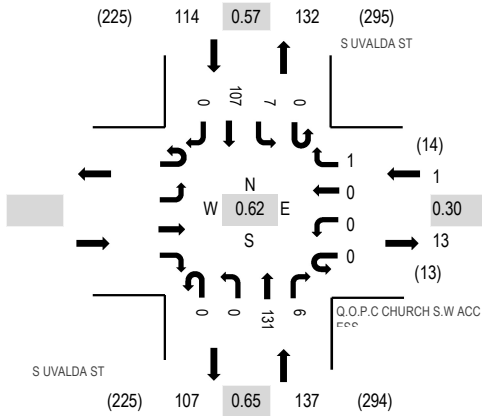 (225) 114 0.57 132 (295)
S UVALDA ST
0 107 7 0
(14)
1 1
N 0
W 0.62 E 0.30
S 0 13
0 (13)
0 0 131 6
Q.O.P.C CHURCH S.W ACC
ESS
S UVALDA ST
(225) 107 0.65 137 (294)